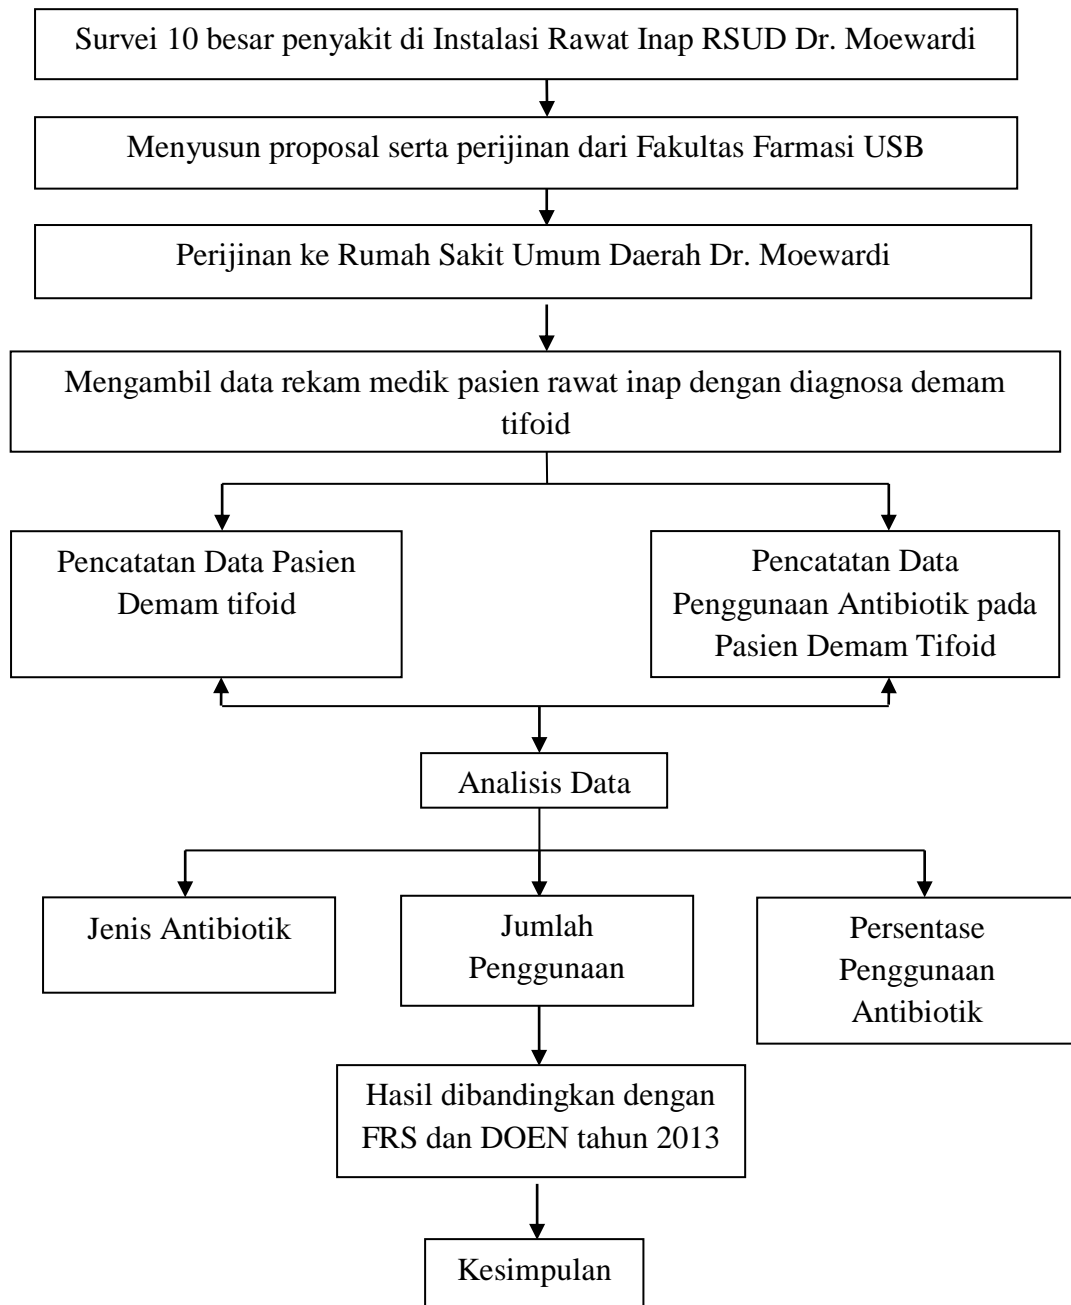 Survei 10 besar penyakit di Instalasi Rawat Inap RSUD Dr. Moewardi
Menyusun proposal serta perijinan dari Fakultas Farmasi USB
Perijinan ke Rumah Sakit Umum Daerah Dr. Moewardi
Mengambil data rekam medik pasien rawat inap dengan diagnosa demam
tifoid
Pencatatan Data Pasien
Demam tifoid
Pencatatan Data
Penggunaan Antibiotik pada
Pasien Demam Tifoid
Analisis Data
Jenis Antibiotik
Jumlah
Penggunaan
Persentase
Penggunaan
Antibiotik
Hasil dibandingkan dengan
FRS dan DOEN tahun 2013
Kesimpulan